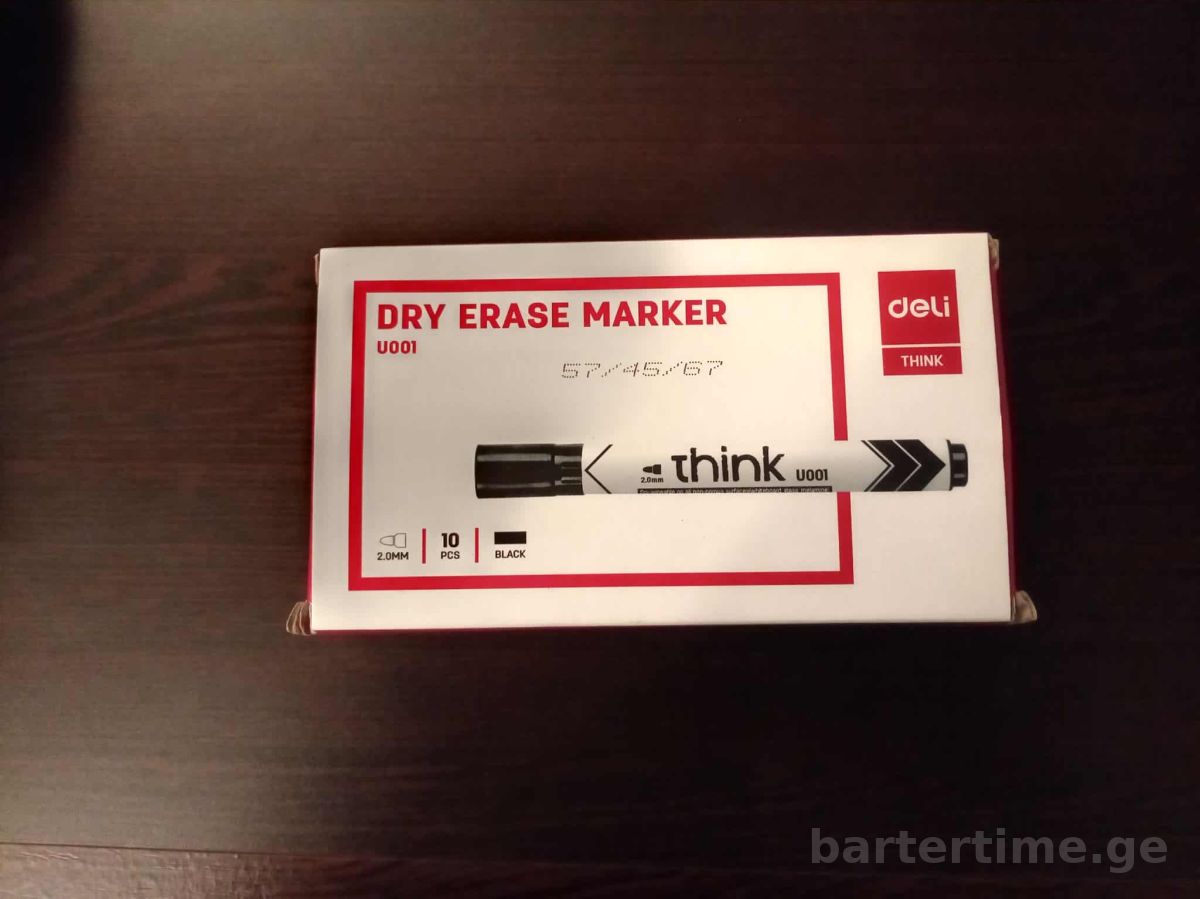 DRY ERASE MARKER
U001
57/45/67
deli
THINK
2.0mm think U001
2.0MM
10 PCS
BLACK
bartertime.ge